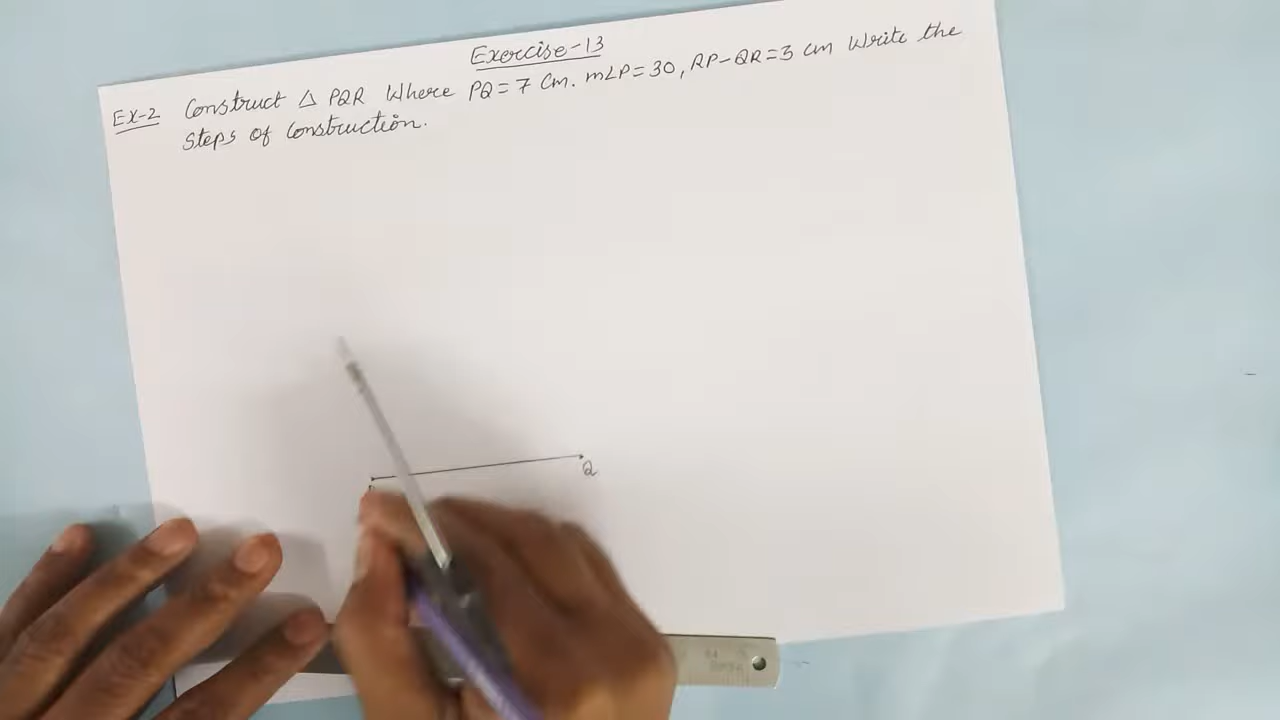 Exercise-13
EX-2 Construct △ PQR Where PQ = 7 Cm. m∠P = 30, RP-QR = 3 cm Write the
Steps of Construction.
Q